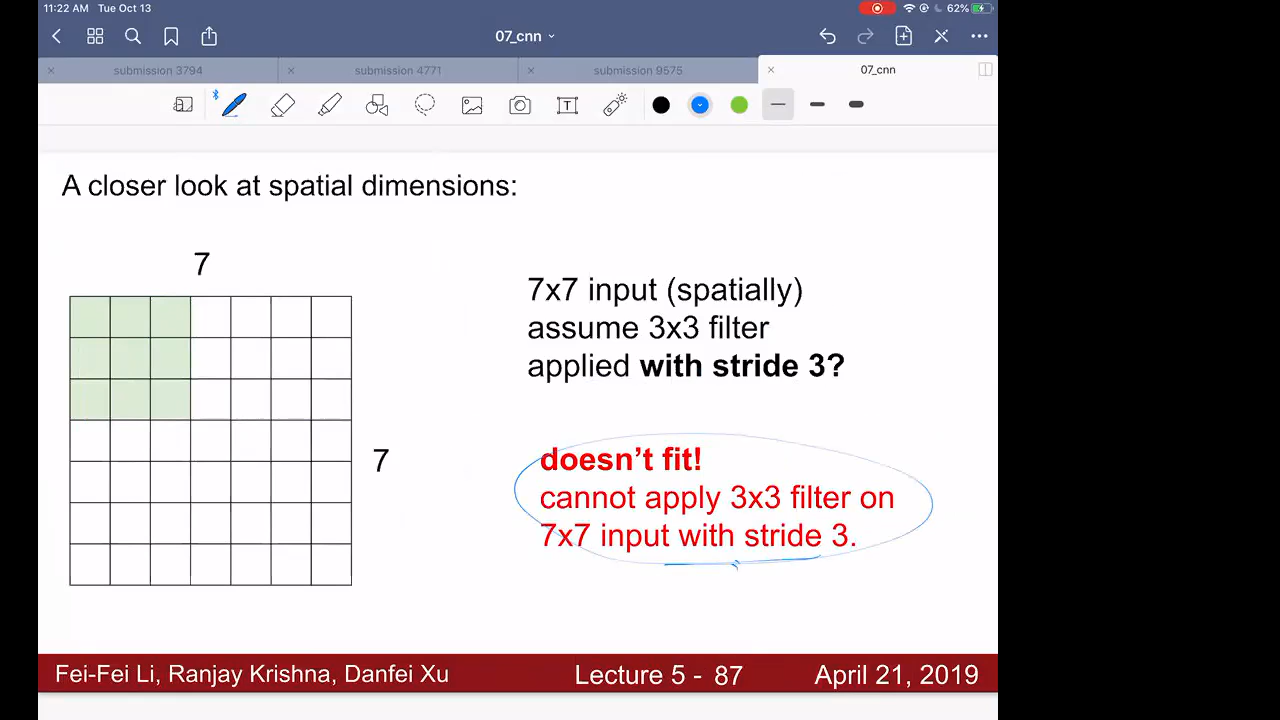 11:22 AM Tue Oct 13
62%
07_cnn
submission 3794
submission 4771
submission 9575
07_cnn
T
A closer look at spatial dimensions:
7
7
7x7 input (spatially)
assume 3x3 filter
applied with stride 3?
doesn’t fit!
cannot apply 3x3 filter on
7x7 input with stride 3.
Fei-Fei Li, Ranjay Krishna, Danfei Xu
Lecture 5 - 87
April 21, 2019